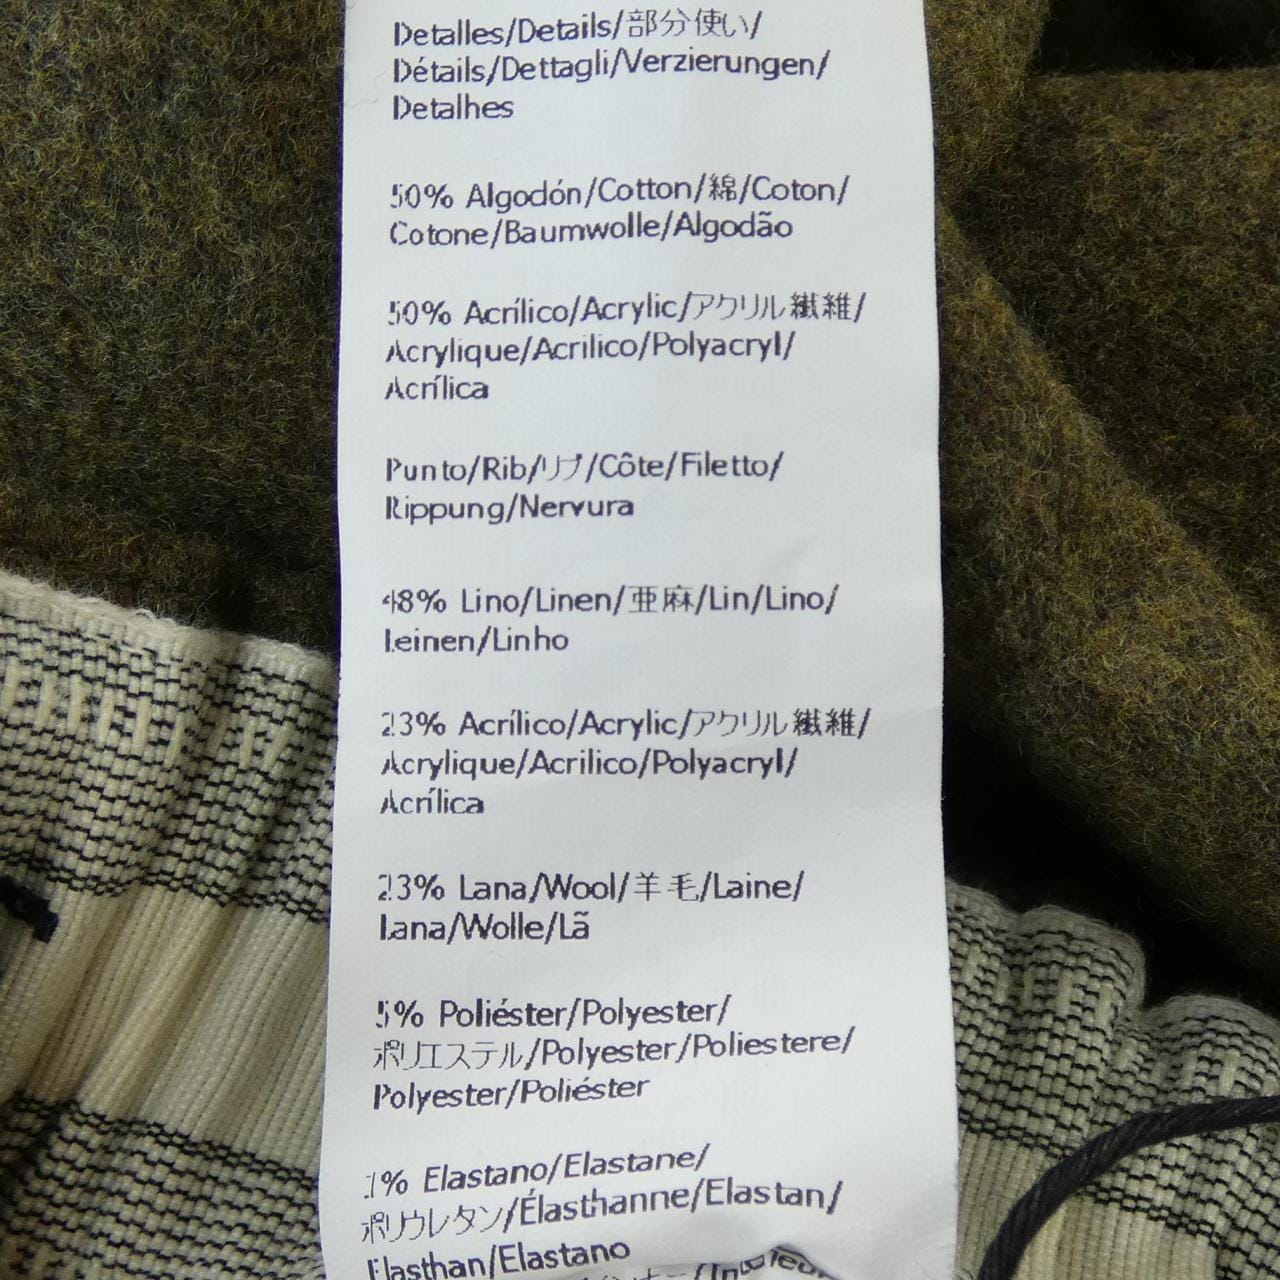 Detalles/Details/部分使い/
Détails/Dettagli/Verzierungen/
Detalhes
50% Algodón/Cotton/綿/Coton/
Cotone/Baumwolle/Algodão
50% Acrílico/Acrylic/アクリル繊維/
Acrylique/Acrilico/Polyacryl/
Acrílica
Punto/Rib/リブ/Côte/Filetto/
Rippung/Nervura
48% Lino/Linen/亜麻/Lin/Lino/
Leinen/Linho
23% Acrílico/Acrylic/アクリル繊維/
Acrylique/Acrilico/Polyacryl/
Acrílica
23% Lana/Wool/羊毛/Laine/
Lana/Wolle/Lã
5% Poliéster/Polyester/
ポリエステル/Polyester/Poliestere/
Polyester/Poliéster
1% Elastano/Elastane/
ポリウレタン/Élasthanne/Elastan/
Elasthan/Elastano